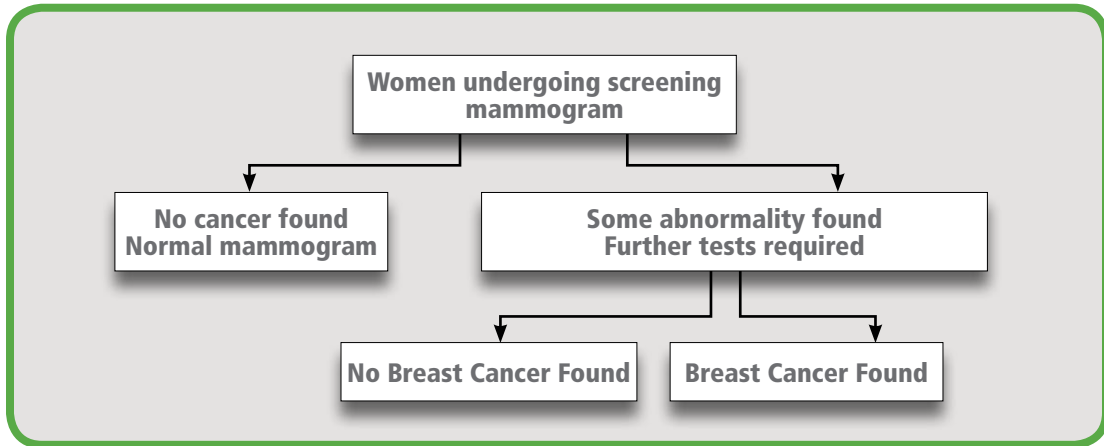 Women undergoing screening
mammogram
No cancer found
Normal mammogram
Some abnormality found
Further tests required
No Breast Cancer Found
Breast Cancer Found